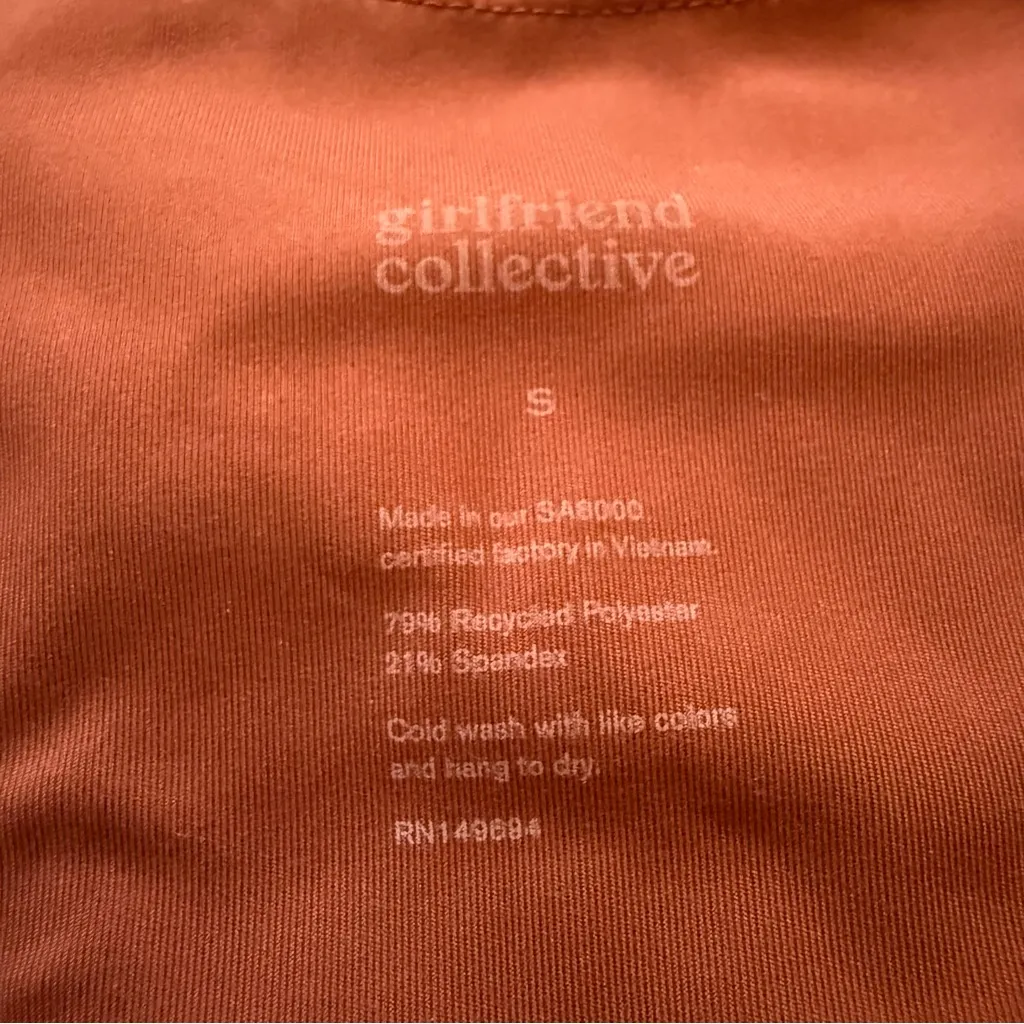 girlfriend
collective
S
Made in our SA8000
certified factory in Vietnam.
79% Recycled Polyester
21% Spandex
Cold wash with like colors
and hang to dry.
RN149694